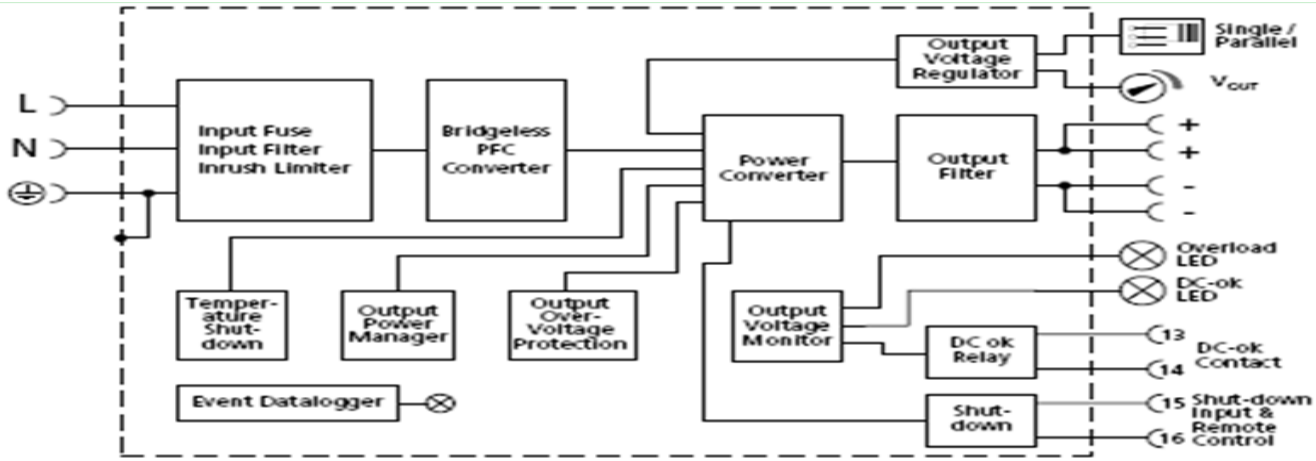 L
N
Input Fuse
Input Filter
Inrush Limiter
Bridgeless
PFC
Converter
Power
Converter
Output
Voltage
Regulator
Output
Filter
Single /
Parallel
VOUT
+
+
-
-
Temper-
ature
Shut-
down
Output
Power
Manager
Output
Over-
Voltage
Protection
Output
Voltage
Monitor
Overload
LED
DC-ok
LED
DC ok
Relay
13
14
DC-ok
Contact
Event Datalogger
Shut-
down
15
16
Shut-down
Input &
Remote
Control